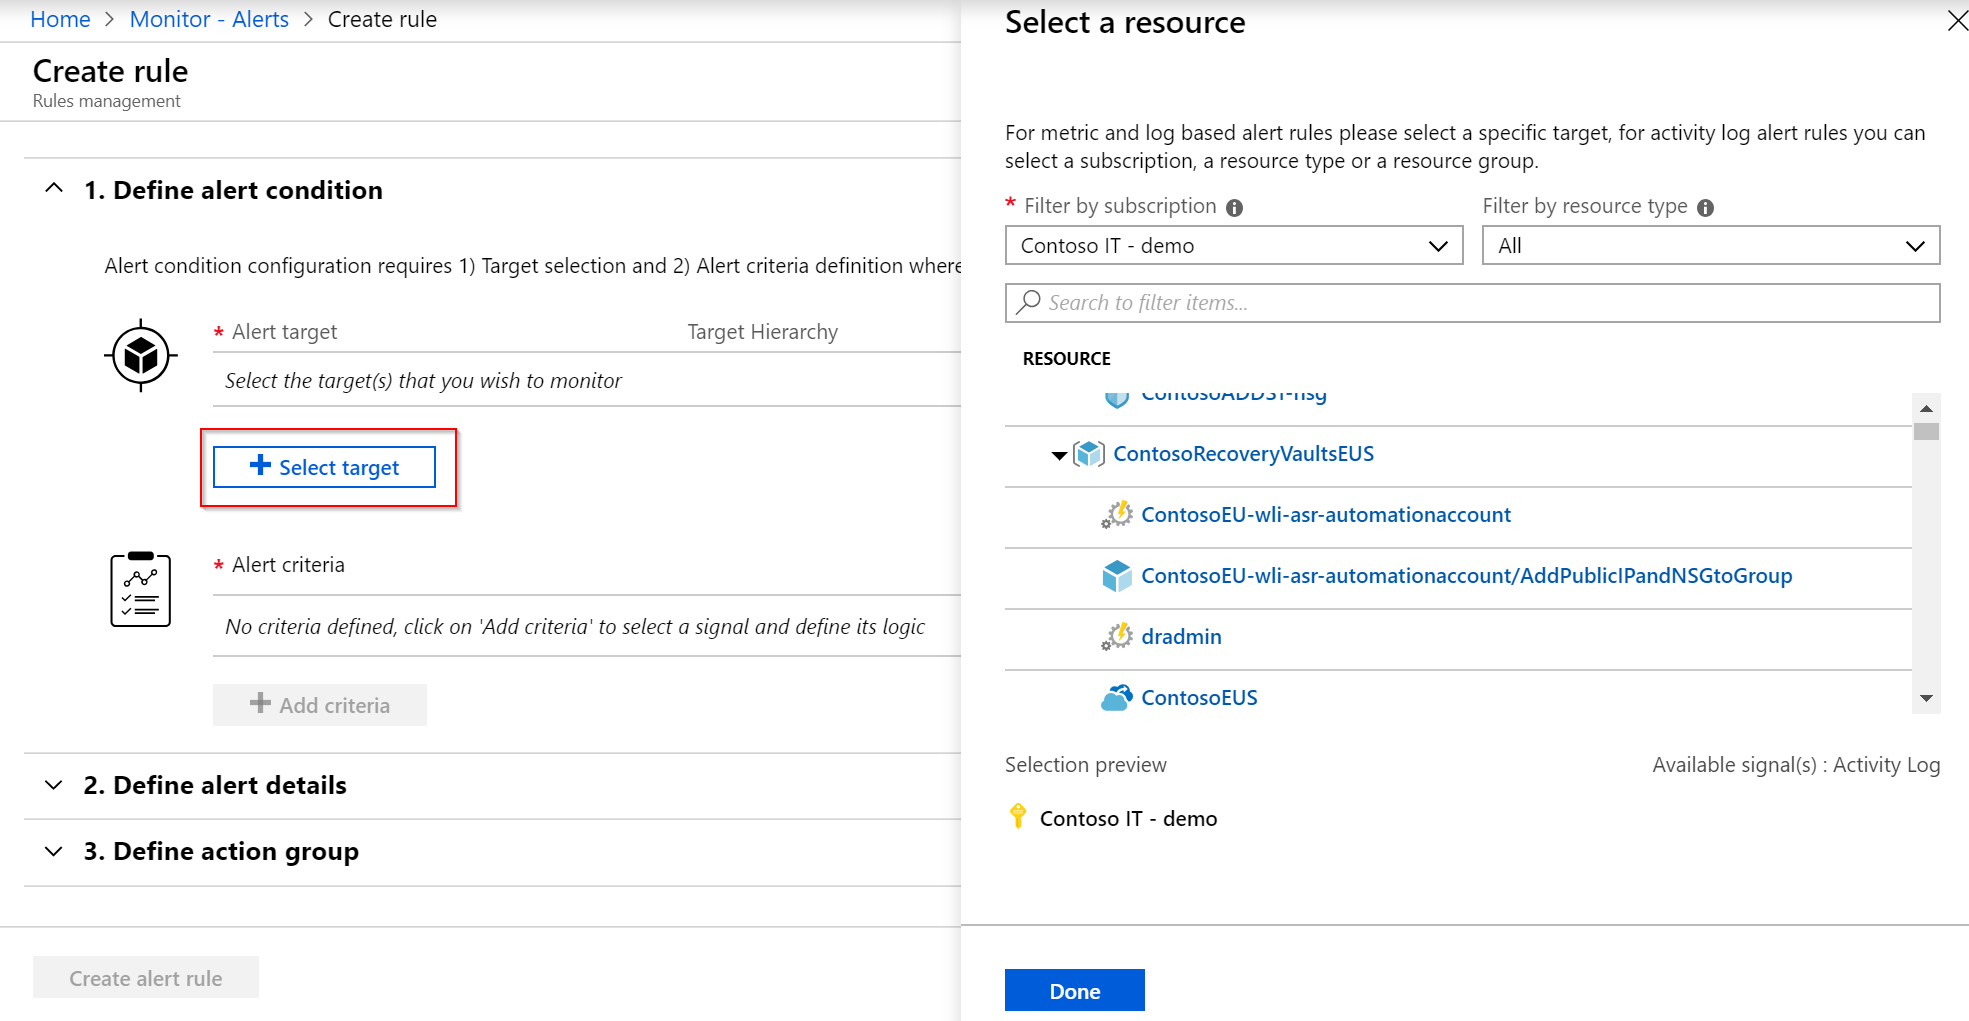 Home > Monitor - Alerts > Create rule
Create rule
Rules management
1. Define alert condition
Alert condition configuration requires 1) Target selection and 2) Alert criteria definition where
* Alert target
Target Hierarchy
Select the target(s) that you wish to monitor
+ Select target
* Alert criteria
No criteria defined, click on 'Add criteria' to select a signal and define its logic
+ Add criteria
2. Define alert details
3. Define action group
Create alert rule
Select a resource
For metric and log based alert rules please select a specific target, for activity log alert rules you can
select a subscription, a resource type or a resource group.
* Filter by subscription
Filter by resource type
Contoso IT - demo
All
Search to filter items...
RESOURCE
ContosoADDS1-nsg
ContosoRecoveryVaultsEUS
ContosoEU-wli-asr-automationaccount
ContosoEU-wli-asr-automationaccount/AddPublicIPandNSGtoGroup
dradmin
ContosoEUS
Selection preview
Available signal(s) : Activity Log
Contoso IT - demo
Done